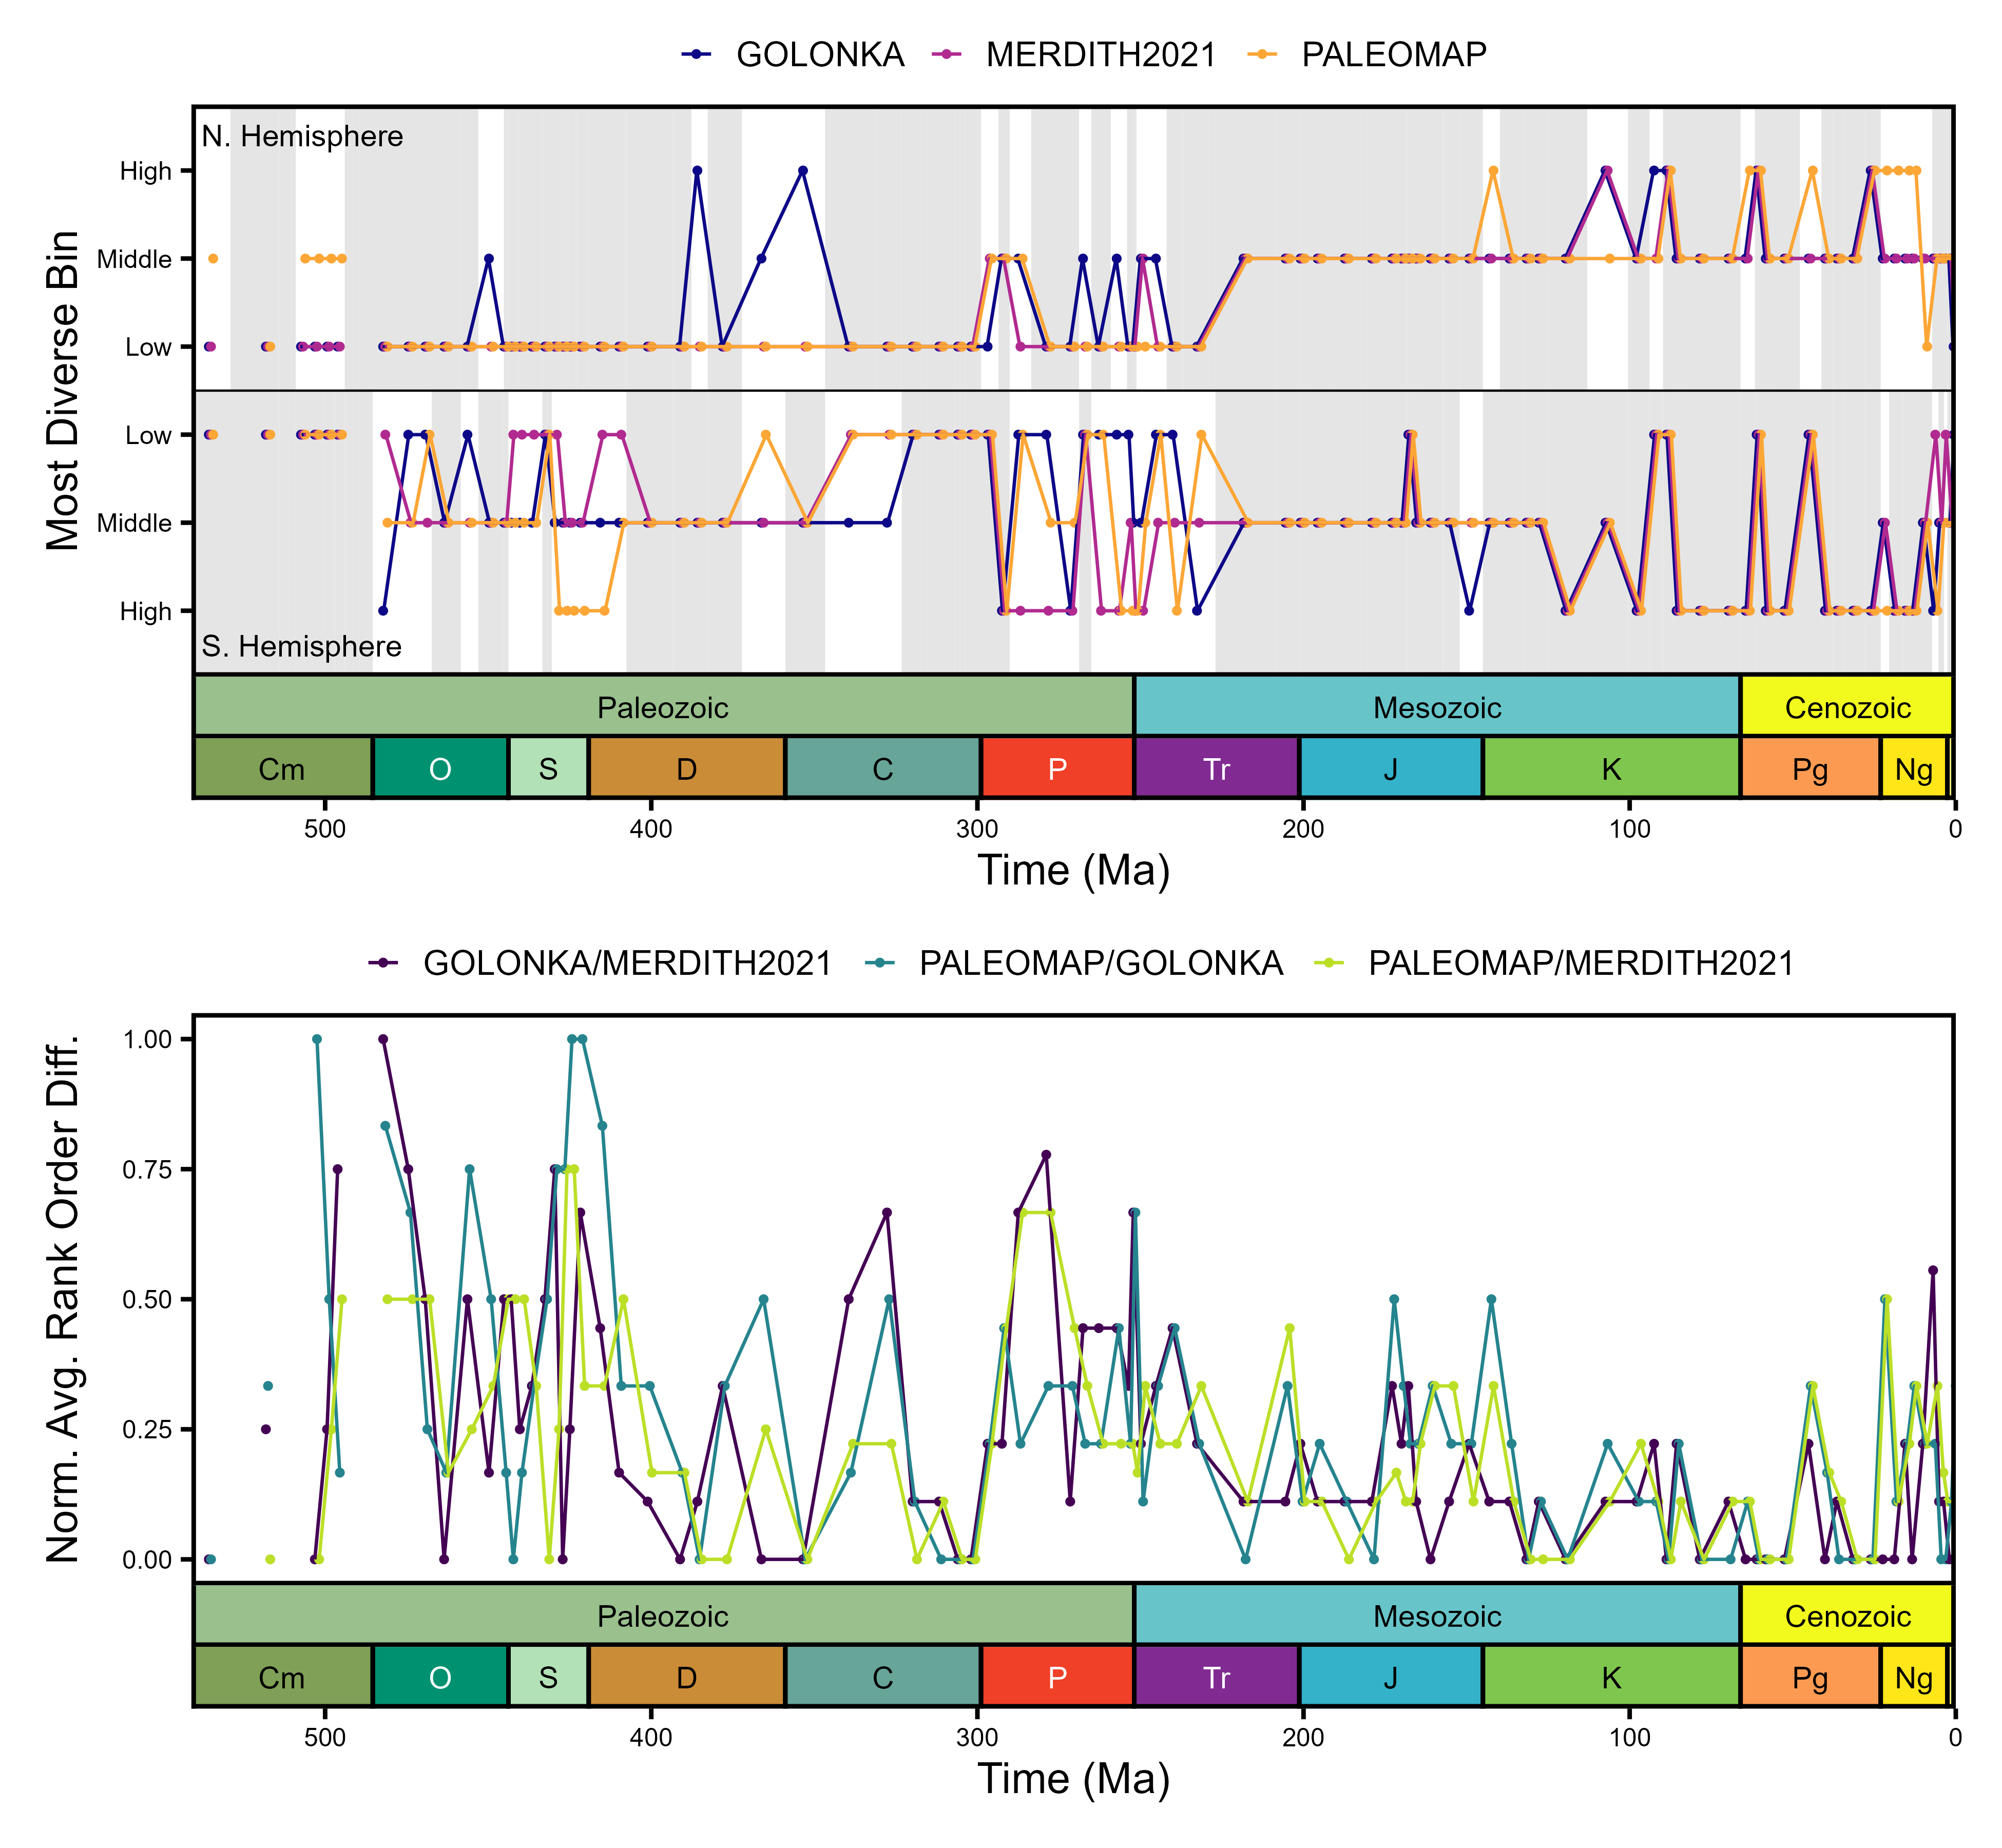 GOLONKA MERDITH2021 PALEOMAP
Most Diverse Bin
N. Hemisphere
High
Middle
Low
Low
Middle
High
S. Hemisphere
Paleozoic Mesozoic Cenozoic
Cm O S D C P Tr J K Pg Ng
500 400 300 200 100 0
Time (Ma)
GOLONKA/MERDITH2021 PALEOMAP/GOLONKA PALEOMAP/MERDITH2021
Norm. Avg. Rank Order Diff.
1.00
0.75
0.50
0.25
0.00
Paleozoic Mesozoic Cenozoic
Cm O S D C P Tr J K Pg Ng
500 400 300 200 100 0
Time (Ma)